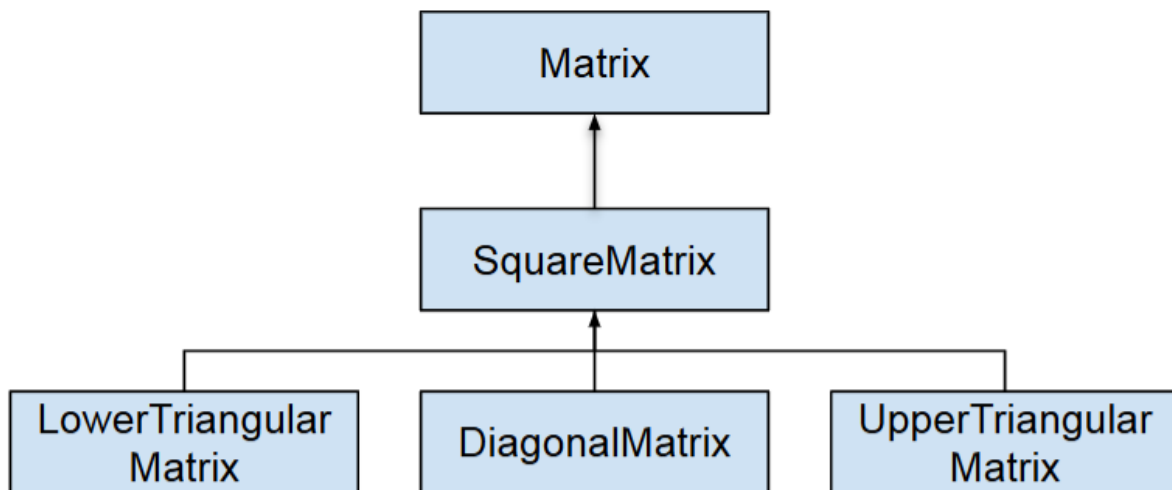 Matrix
SquareMatrix
LowerTriangular
Matrix
DiagonalMatrix
UpperTriangular
Matrix